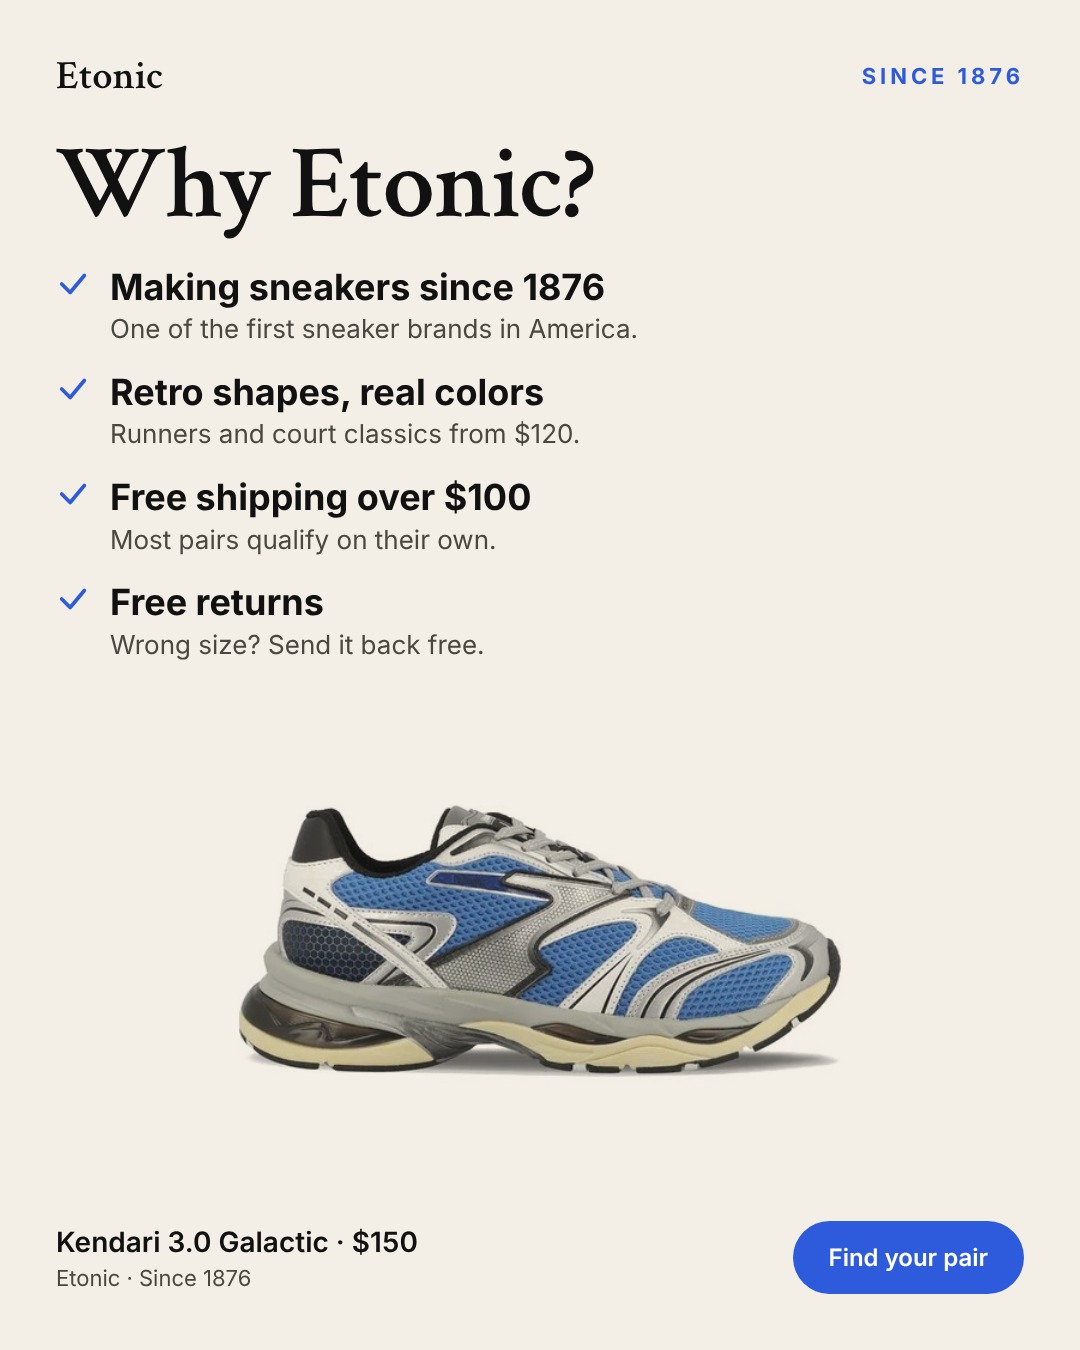 Etonic
SINCE 1876
Why Etonic?
Making sneakers since 1876
One of the first sneaker brands in America.
Retro shapes, real colors
Runners and court classics from $120.
Free shipping over $100
Most pairs qualify on their own.
Free returns
Wrong size? Send it back free.
Kendari 3.0 Galactic · $150
Etonic · Since 1876
Find your pair